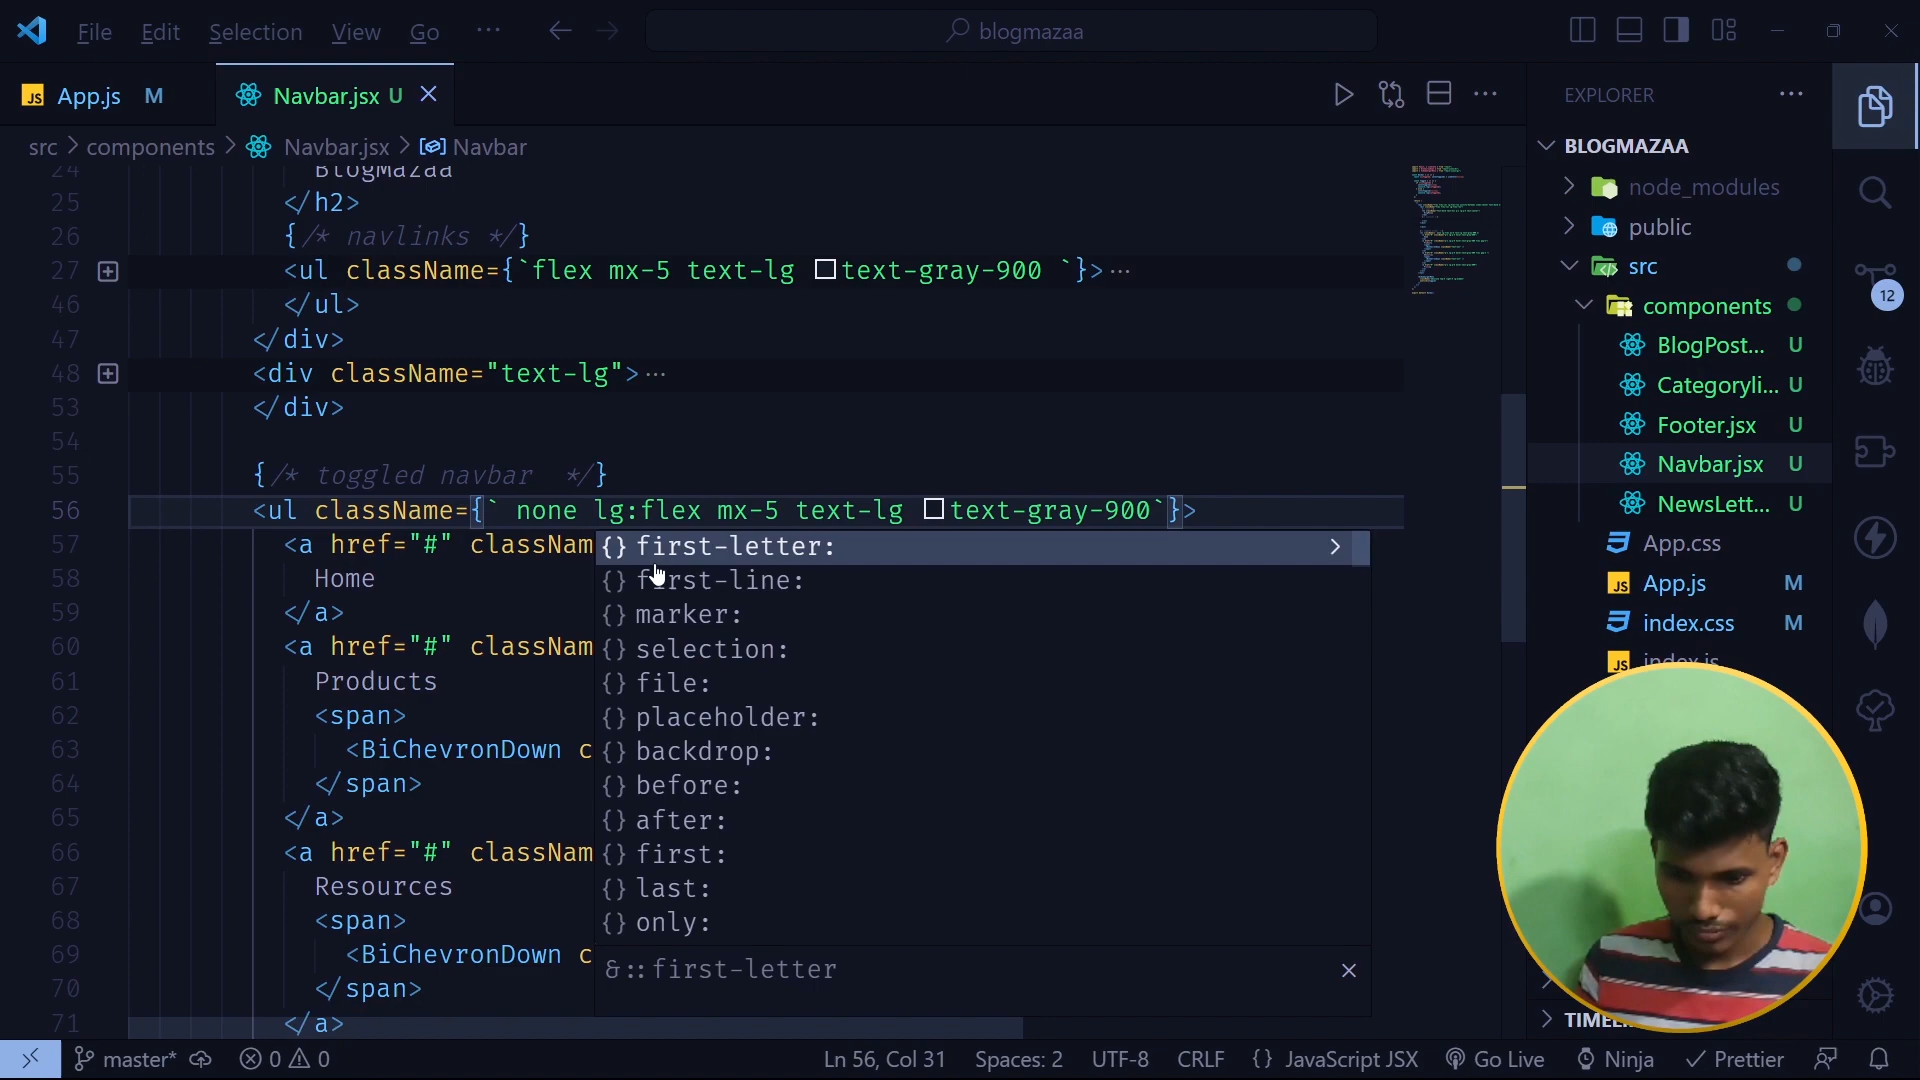 File Edit Selection View Go ··· blogmazaa
JS App.js M Navbar.jsx U
src > components > Navbar.jsx > Navbar
24 BlogMazaa
25 </h2>
26 {/* navlinks */}
27 <ul className={`flex mx-5 text-lg text-gray-900 `}>···
46 </ul>
47 </div>
48 <div className="text-lg">···
53 </div>
54
55 {/* toggled navbar */}
56 <ul className={` none lg:flex mx-5 text-lg text-gray-900`}>
57 <a href="#" classNam
58 Home
59 </a>
60 <a href="#" classNam
61 Products
62 <span>
63 <BiChevronDown c
64 </span>
65 </a>
66 <a href="#" classNam
67 Resources
68 <span>
69 <BiChevronDown c
70 </span>
71 </a>
{} first-letter:
{} first-line:
{} marker:
{} selection:
{} file:
{} placeholder:
{} backdrop:
{} before:
{} after:
{} first:
{} last:
{} only:
&::first-letter
EXPLORER
BLOGMAZAA
node_modules
public
src
components
BlogPost... U
Categoryli... U
Footer.jsx U
Navbar.jsx U
NewsLett... U
App.css
JS App.js M
index.css M
JS index.js
12
master* 0 0 Ln 56, Col 31 Spaces: 2 UTF-8 CRLF {} JavaScript JSX Go Live Ninja Prettier